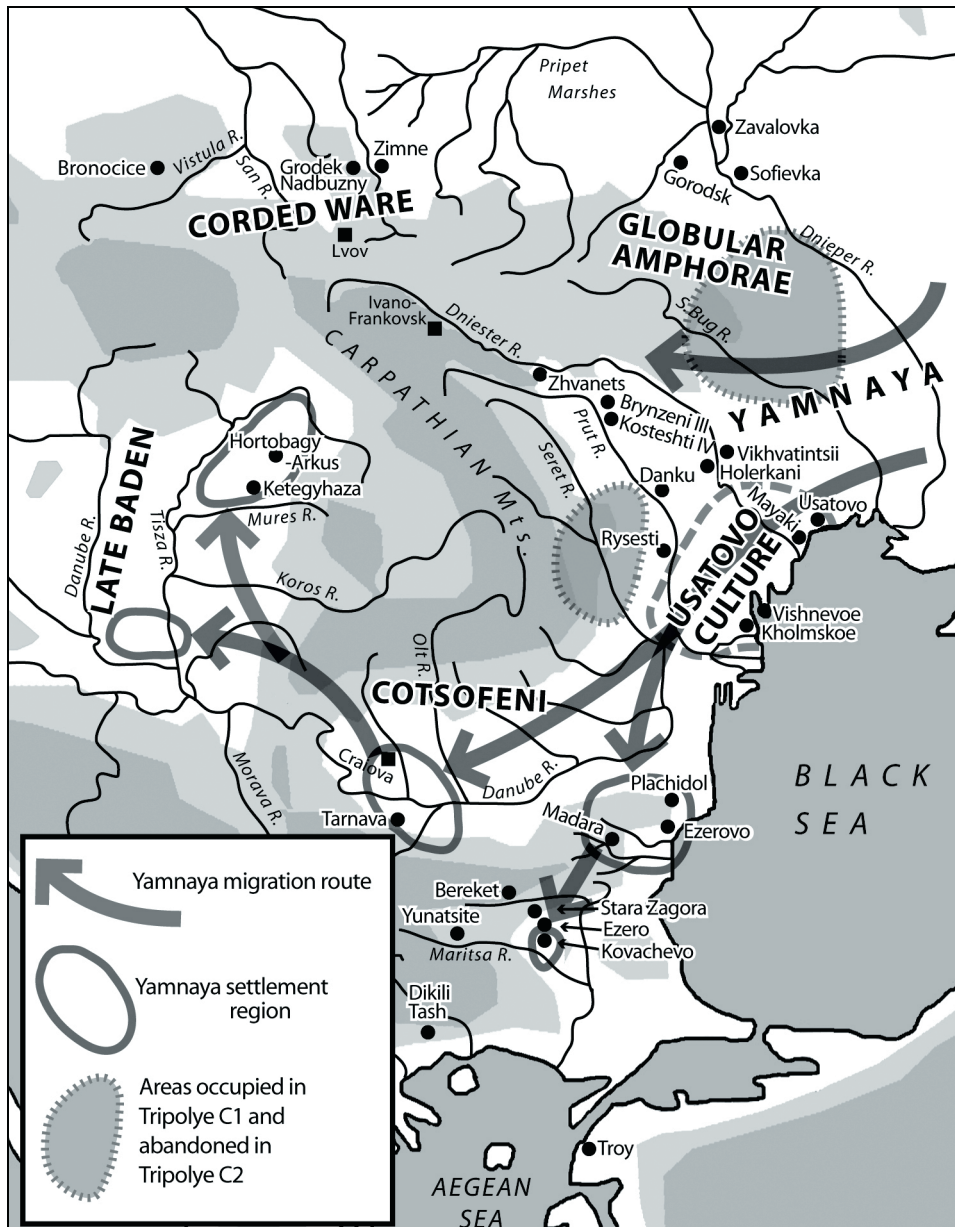 Pripet
Marshes
Zavalovka
Bronocice
Vistula R.
San R.
Grodek
Nadbuzny
Zimne
Gorodsk
Sofievka
CORDED WARE
Lvov
GLOBULAR
AMPHORAE
Dnieper R.
Ivano-
Frankovsk
Dniester R.
S.Bug R.
CARPATHIAN Mts.
Zhvanets
YAMNAYA
Brynzeni III
Kosteshti IV
Prut R.
Seret R.
Vikhvatintsii
Holerkani
Hortobagy
-Arkus
Ketegyhaza
Mures R.
LATE BADEN
Danube R.
Tisza R.
Danku
Mayaki
Usatovo
Rysesti
USATOVO
CULTURE
Koros R.
Vishnevoe
Kholmskoe
Olt R.
COTSOFENI
Craiova
Morava R.
Danube R.
Plachidol
BLACK
SEA
Tarnava
Madara
Ezerovo
Bereket
Stara Zagora
Yunatsite
Ezero
Maritsa R.
Kovachevo
Dikili
Tash
Troy
AEGEAN
SEA
Yamnaya migration route
Yamnaya settlement
region
Areas occupied in
Tripolye C1 and
abandoned in
Tripolye C2